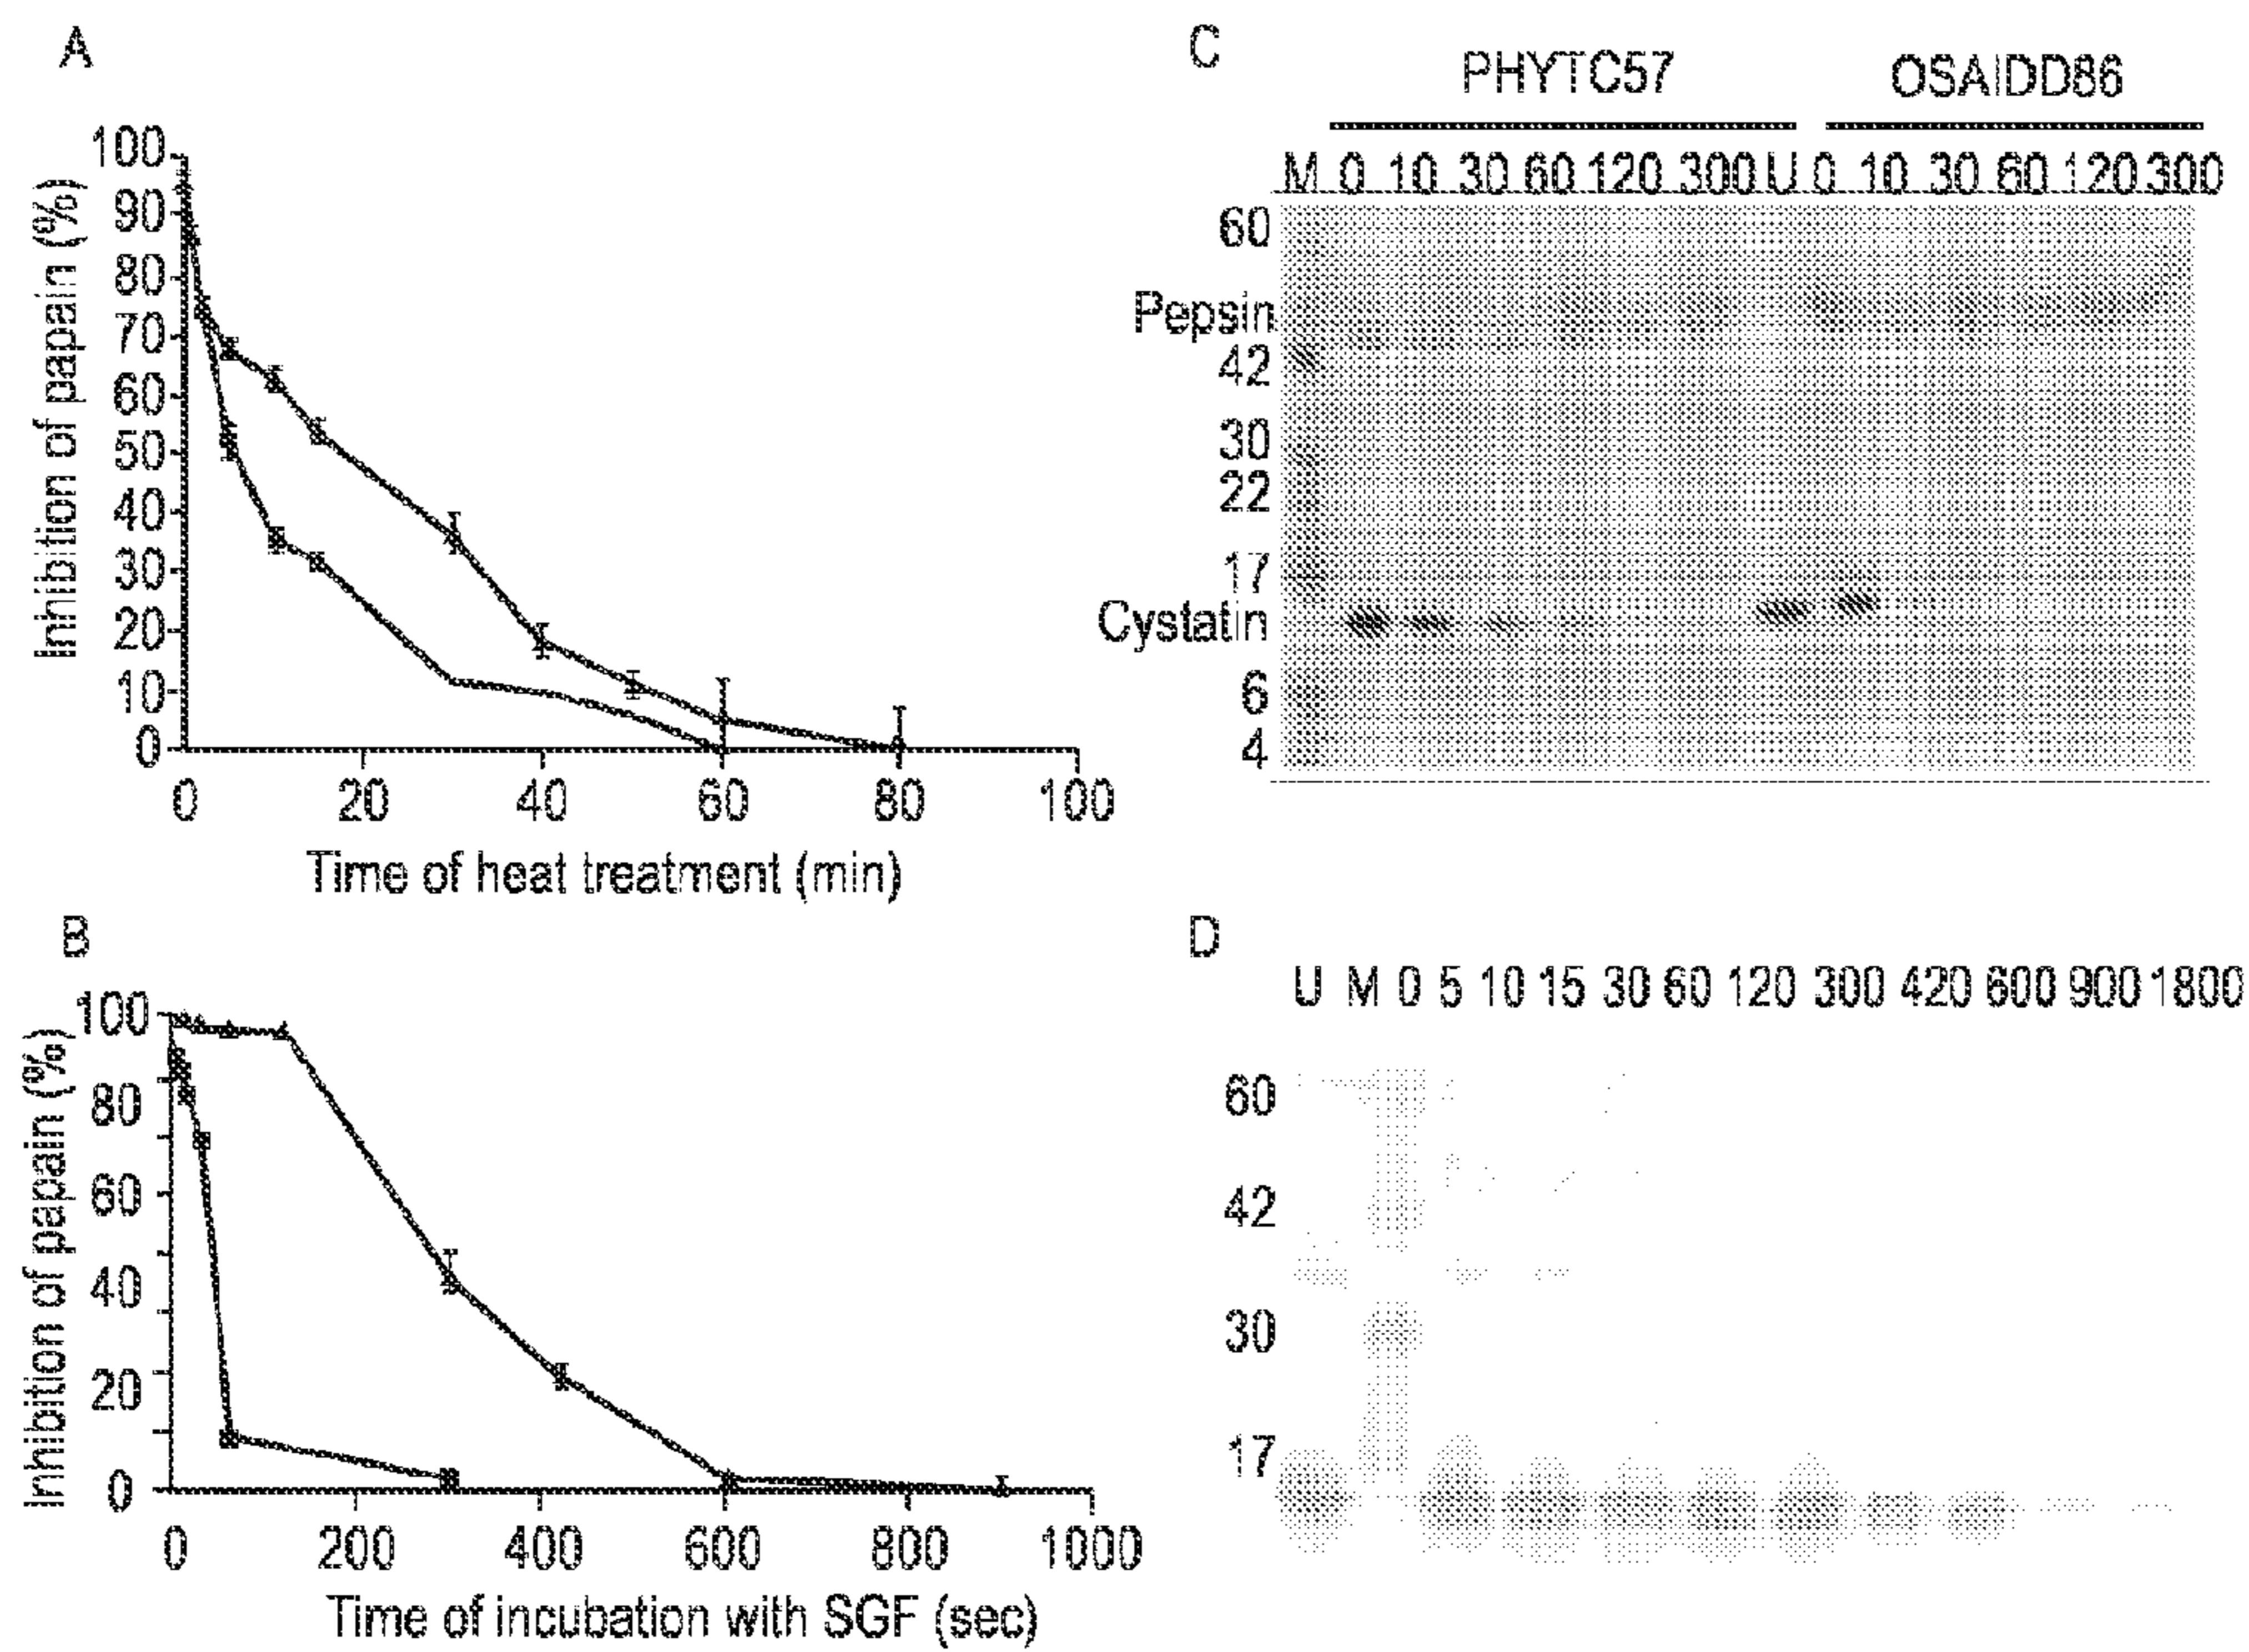 A
Inhibition of papain (%)
100
90
80
70
60
50
40
30
20
10
0
0 20 40 60 80 100
Time of heat treatment (min)
B
Inhibition of papain (%)
100
80
60
40
20
0
0 200 400 600 800 1000
Time of incubation with SGF (sec)
C
PHYTC57 OSAIDD86
M 0 10 30 60 120 300 U 0 10 30 60 120 300
60
Pepsin
42
30
22
17
Cystatin
6
4
D
U M 0 5 10 15 30 60 120 300 420 600 900 1800
60
42
30
17